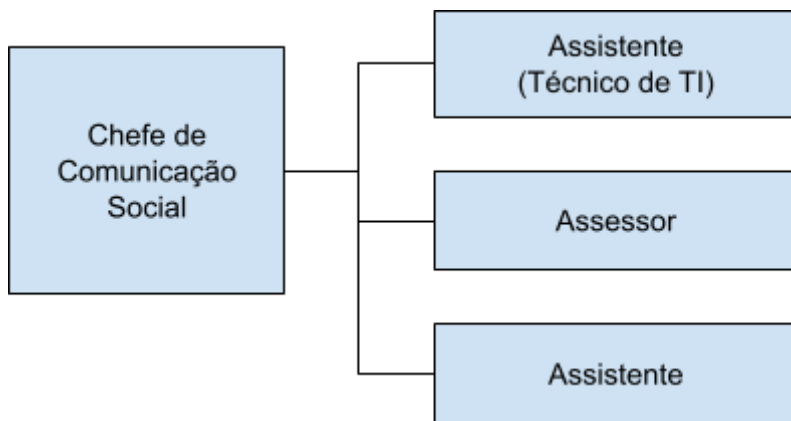 Chefe de
Comunicação
Social
Assistente
(Técnico de TI)
Assessor
Assistente